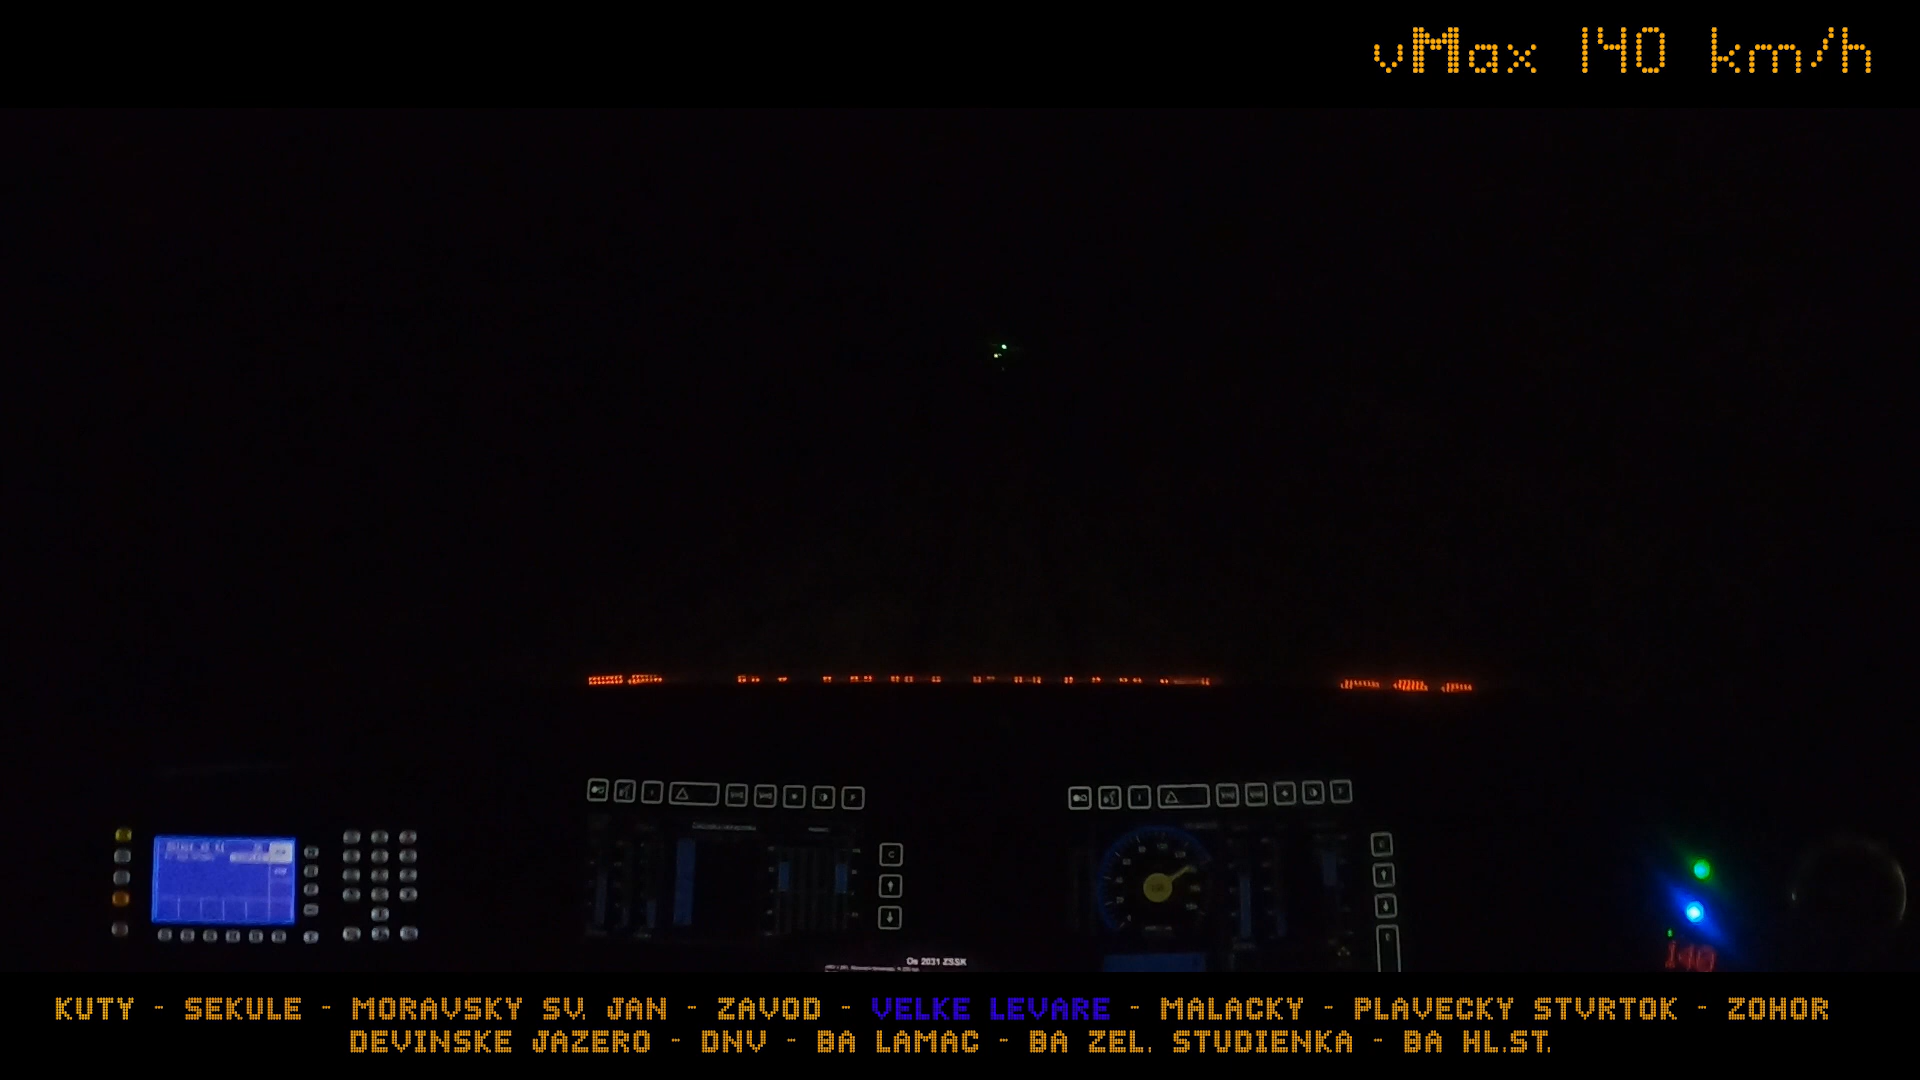 vMax 140 km/h
Os 2031 ZSSK
140
KUTY - SEKULE - MORAVSKY SV. JAN - ZAVOD - VELKE LEVARE - MALACKY - PLAVECKY STVRTOK - ZOHOR
DEVINSKE JAZERO - DNV - BA LAMAC - BA ZEL. STUDIENKA - BA HL.ST.